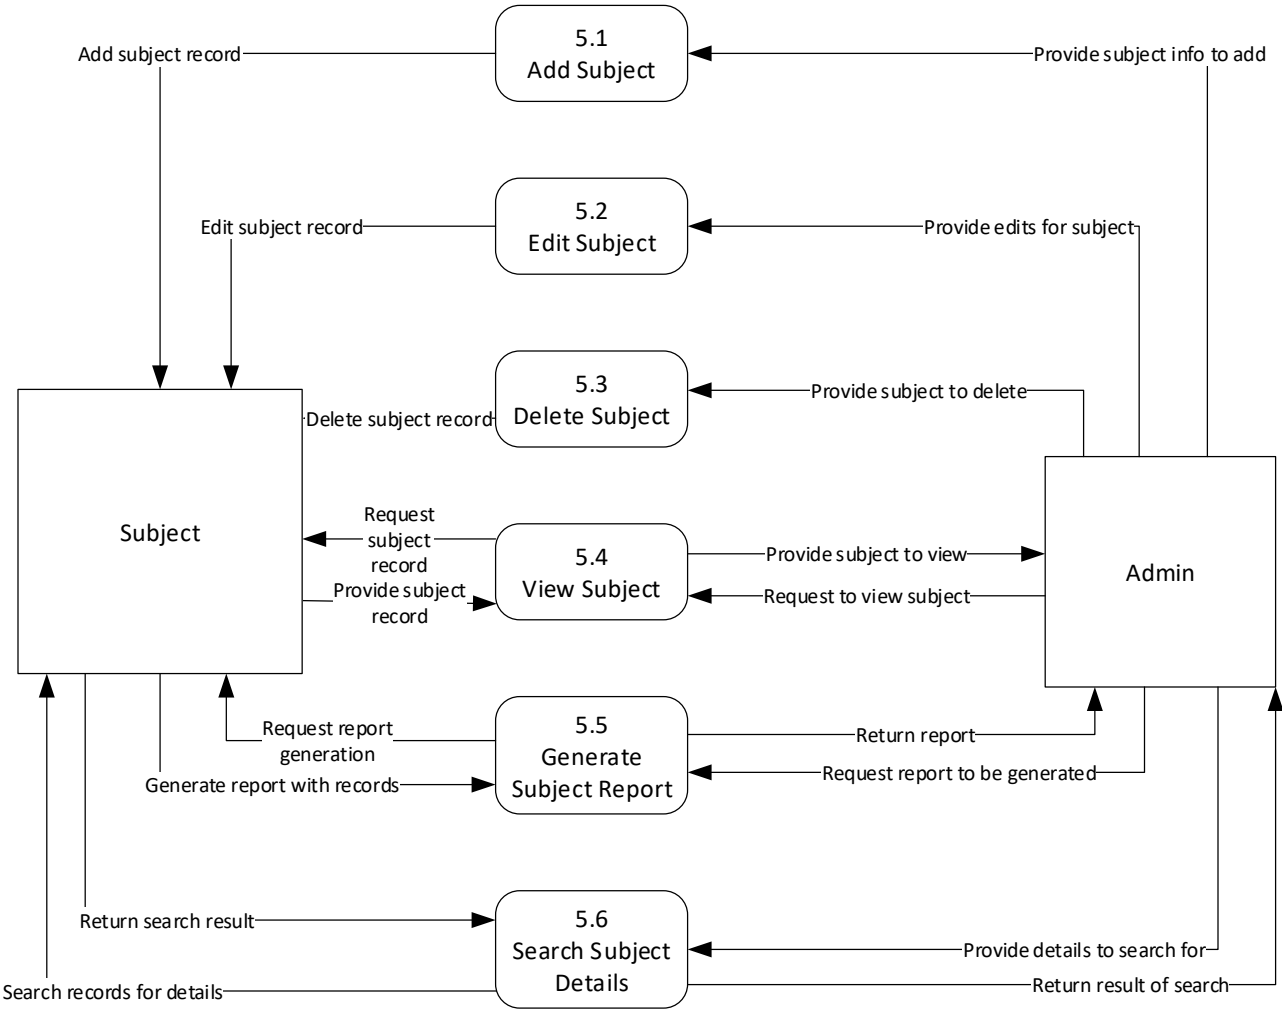 5.1
Add Subject
Add subject record
Provide subject info to add
5.2
Edit Subject
Edit subject record
Provide edits for subject
5.3
Delete Subject
Provide subject to delete
Delete subject record
Subject
Request
subject
record
Provide subject
record
5.4
View Subject
Provide subject to view
Request to view subject
Admin
Request report
generation
Generate report with records
5.5
Generate
Subject Report
Return report
Request report to be generated
Return search result
Search records for details
5.6
Search Subject
Details
Provide details to search for
Return result of search